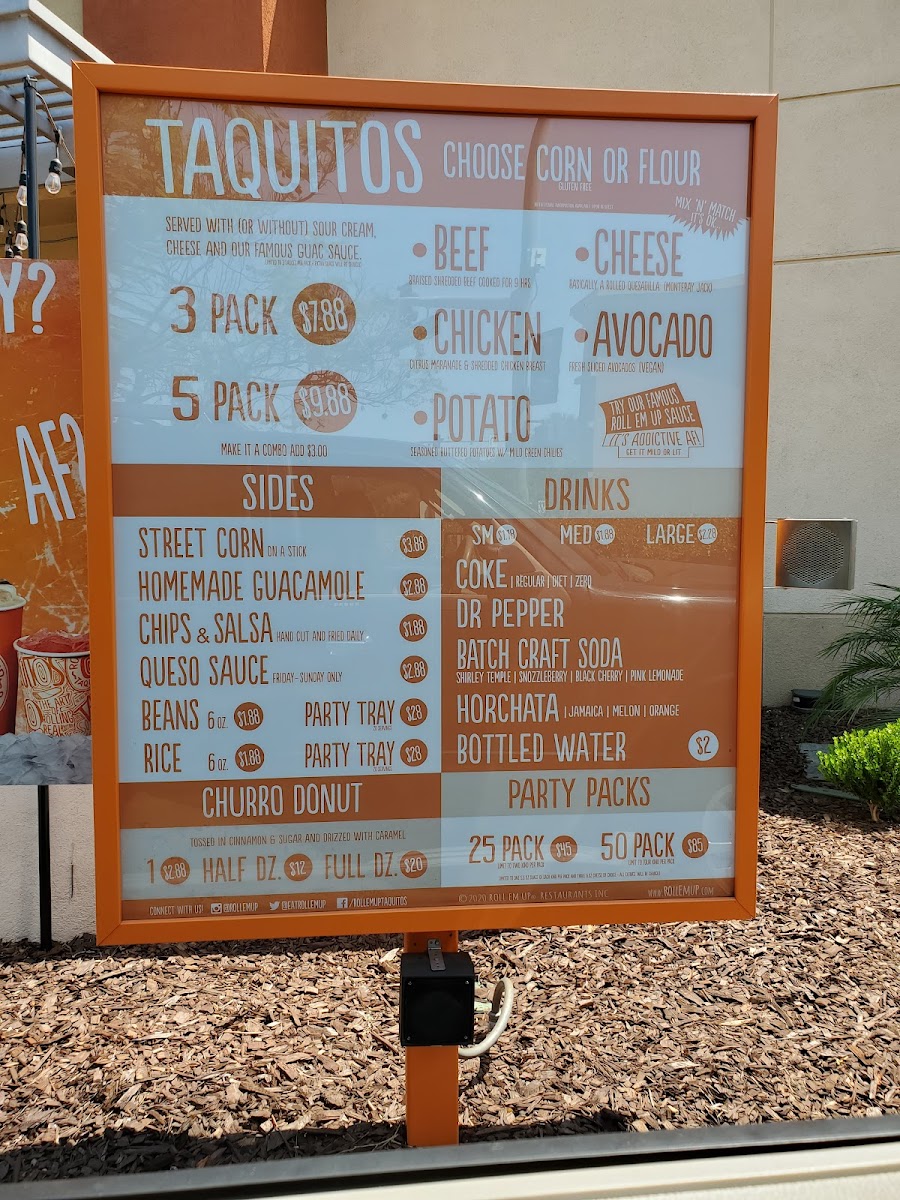 TAQUITOS CHOOSE CORN OR FLOUR
GLUTEN FREE
MIX 'N' MATCH
IT'S OK
SERVED WITH (OR WITHOUT) SOUR CREAM,
CHEESE AND OUR FAMOUS GUAC SAUCE.
3 PACK $7.88
5 PACK $9.88
MAKE IT A COMBO ADD $3.00
• BEEF
BRAISED SHREDDED BEEF COOKED FOR 9 HRS
• CHICKEN
CITRUS MARANADE & SHREDDED CHICKEN BREAST
• POTATO
SEASONED BUTTERED POTATOES W/ MILD GREEN CHILIES
• CHEESE
BASICALLY, A ROLLED QUESADILLA (MONTEREY JACK)
• AVOCADO
FRESH SLICED AVOCADOS (VEGAN)
TRY OUR FAMOUS
ROLL EM UP SAUCE
IT'S ADDICTIVE AF!
GET IT MILD OR LIT
SIDES
STREET CORN ON A STICK $3.88
HOMEMADE GUACAMOLE $2.88
CHIPS & SALSA HAND CUT AND FRIED DAILY $1.88
QUESO SAUCE FRIDAY-SUNDAY ONLY $2.88
BEANS 6 OZ. $1.88 PARTY TRAY $28
RICE 6 OZ. $1.88 PARTY TRAY $28
CHURRO DONUT
TOSSED IN CINNAMON & SUGAR AND DRIZZED WITH CARAMEL
1 $2.88 HALF DZ. $12 FULL DZ. $20
DRINKS
SM MED $1.88 LARGE
COKE | REGULAR | DIET | ZERO
DR PEPPER
BATCH CRAFT SODA
SHIRLEY TEMPLE | SNOZZLEBERRY | BLACK CHERRY | PINK LEMONADE
HORCHATA | JAMAICA | MELON | ORANGE
BOTTLED WATER $2
PARTY PACKS
25 PACK $45 50 PACK $85
CONNECT WITH US! @ROLLEMUP @EATROLLEMUP /ROLLEMUPTAQUITOS
©2020 ROLL EM UP® RESTAURANTS INC WWW.ROLLEMUP.COM
Y?
AF?